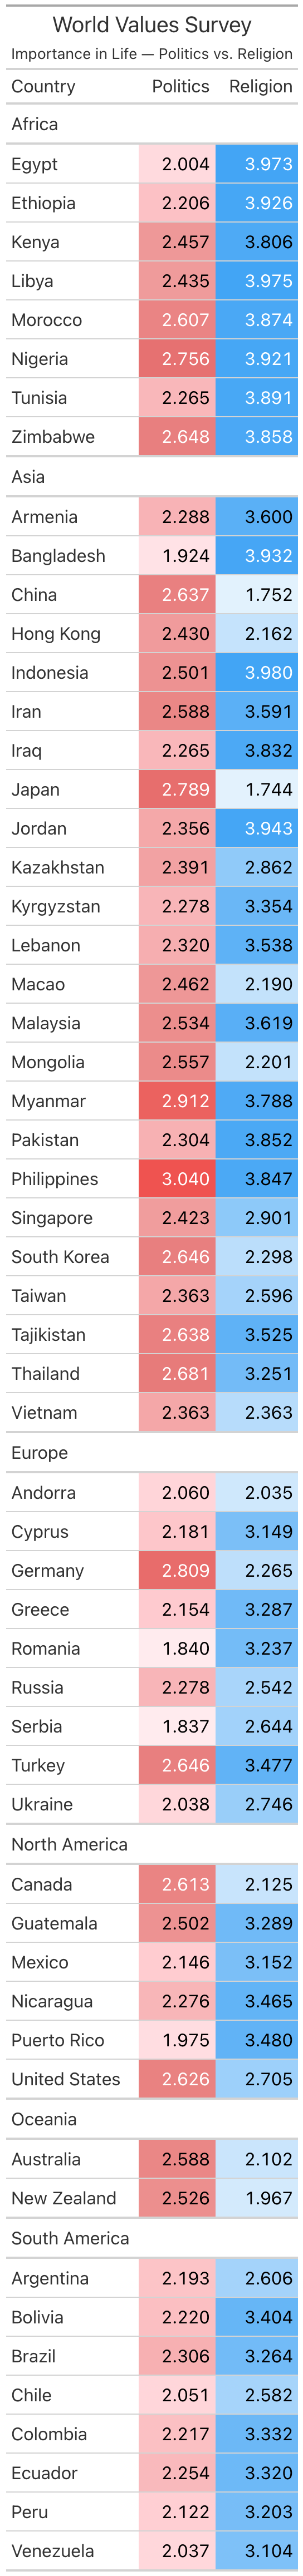 World Values Survey
Importance in Life — Politics vs. Religion
Country Politics Religion
Africa
Egypt 2.004 3.973
Ethiopia 2.206 3.926
Kenya 2.457 3.806
Libya 2.435 3.975
Morocco 2.607 3.874
Nigeria 2.756 3.921
Tunisia 2.265 3.891
Zimbabwe 2.648 3.858
Asia
Armenia 2.288 3.600
Bangladesh 1.924 3.932
China 2.637 1.752
Hong Kong 2.430 2.162
Indonesia 2.501 3.980
Iran 2.588 3.591
Iraq 2.265 3.832
Japan 2.789 1.744
Jordan 2.356 3.943
Kazakhstan 2.391 2.862
Kyrgyzstan 2.278 3.354
Lebanon 2.320 3.538
Macao 2.462 2.190
Malaysia 2.534 3.619
Mongolia 2.557 2.201
Myanmar 2.912 3.788
Pakistan 2.304 3.852
Philippines 3.040 3.847
Singapore 2.423 2.901
South Korea 2.646 2.298
Taiwan 2.363 2.596
Tajikistan 2.638 3.525
Thailand 2.681 3.251
Vietnam 2.363 2.363
Europe
Andorra 2.060 2.035
Cyprus 2.181 3.149
Germany 2.809 2.265
Greece 2.154 3.287
Romania 1.840 3.237
Russia 2.278 2.542
Serbia 1.837 2.644
Turkey 2.646 3.477
Ukraine 2.038 2.746
North America
Canada 2.613 2.125
Guatemala 2.502 3.289
Mexico 2.146 3.152
Nicaragua 2.276 3.465
Puerto Rico 1.975 3.480
United States 2.626 2.705
Oceania
Australia 2.588 2.102
New Zealand 2.526 1.967
South America
Argentina 2.193 2.606
Bolivia 2.220 3.404
Brazil 2.306 3.264
Chile 2.051 2.582
Colombia 2.217 3.332
Ecuador 2.254 3.320
Peru 2.122 3.203
Venezuela 2.037 3.104